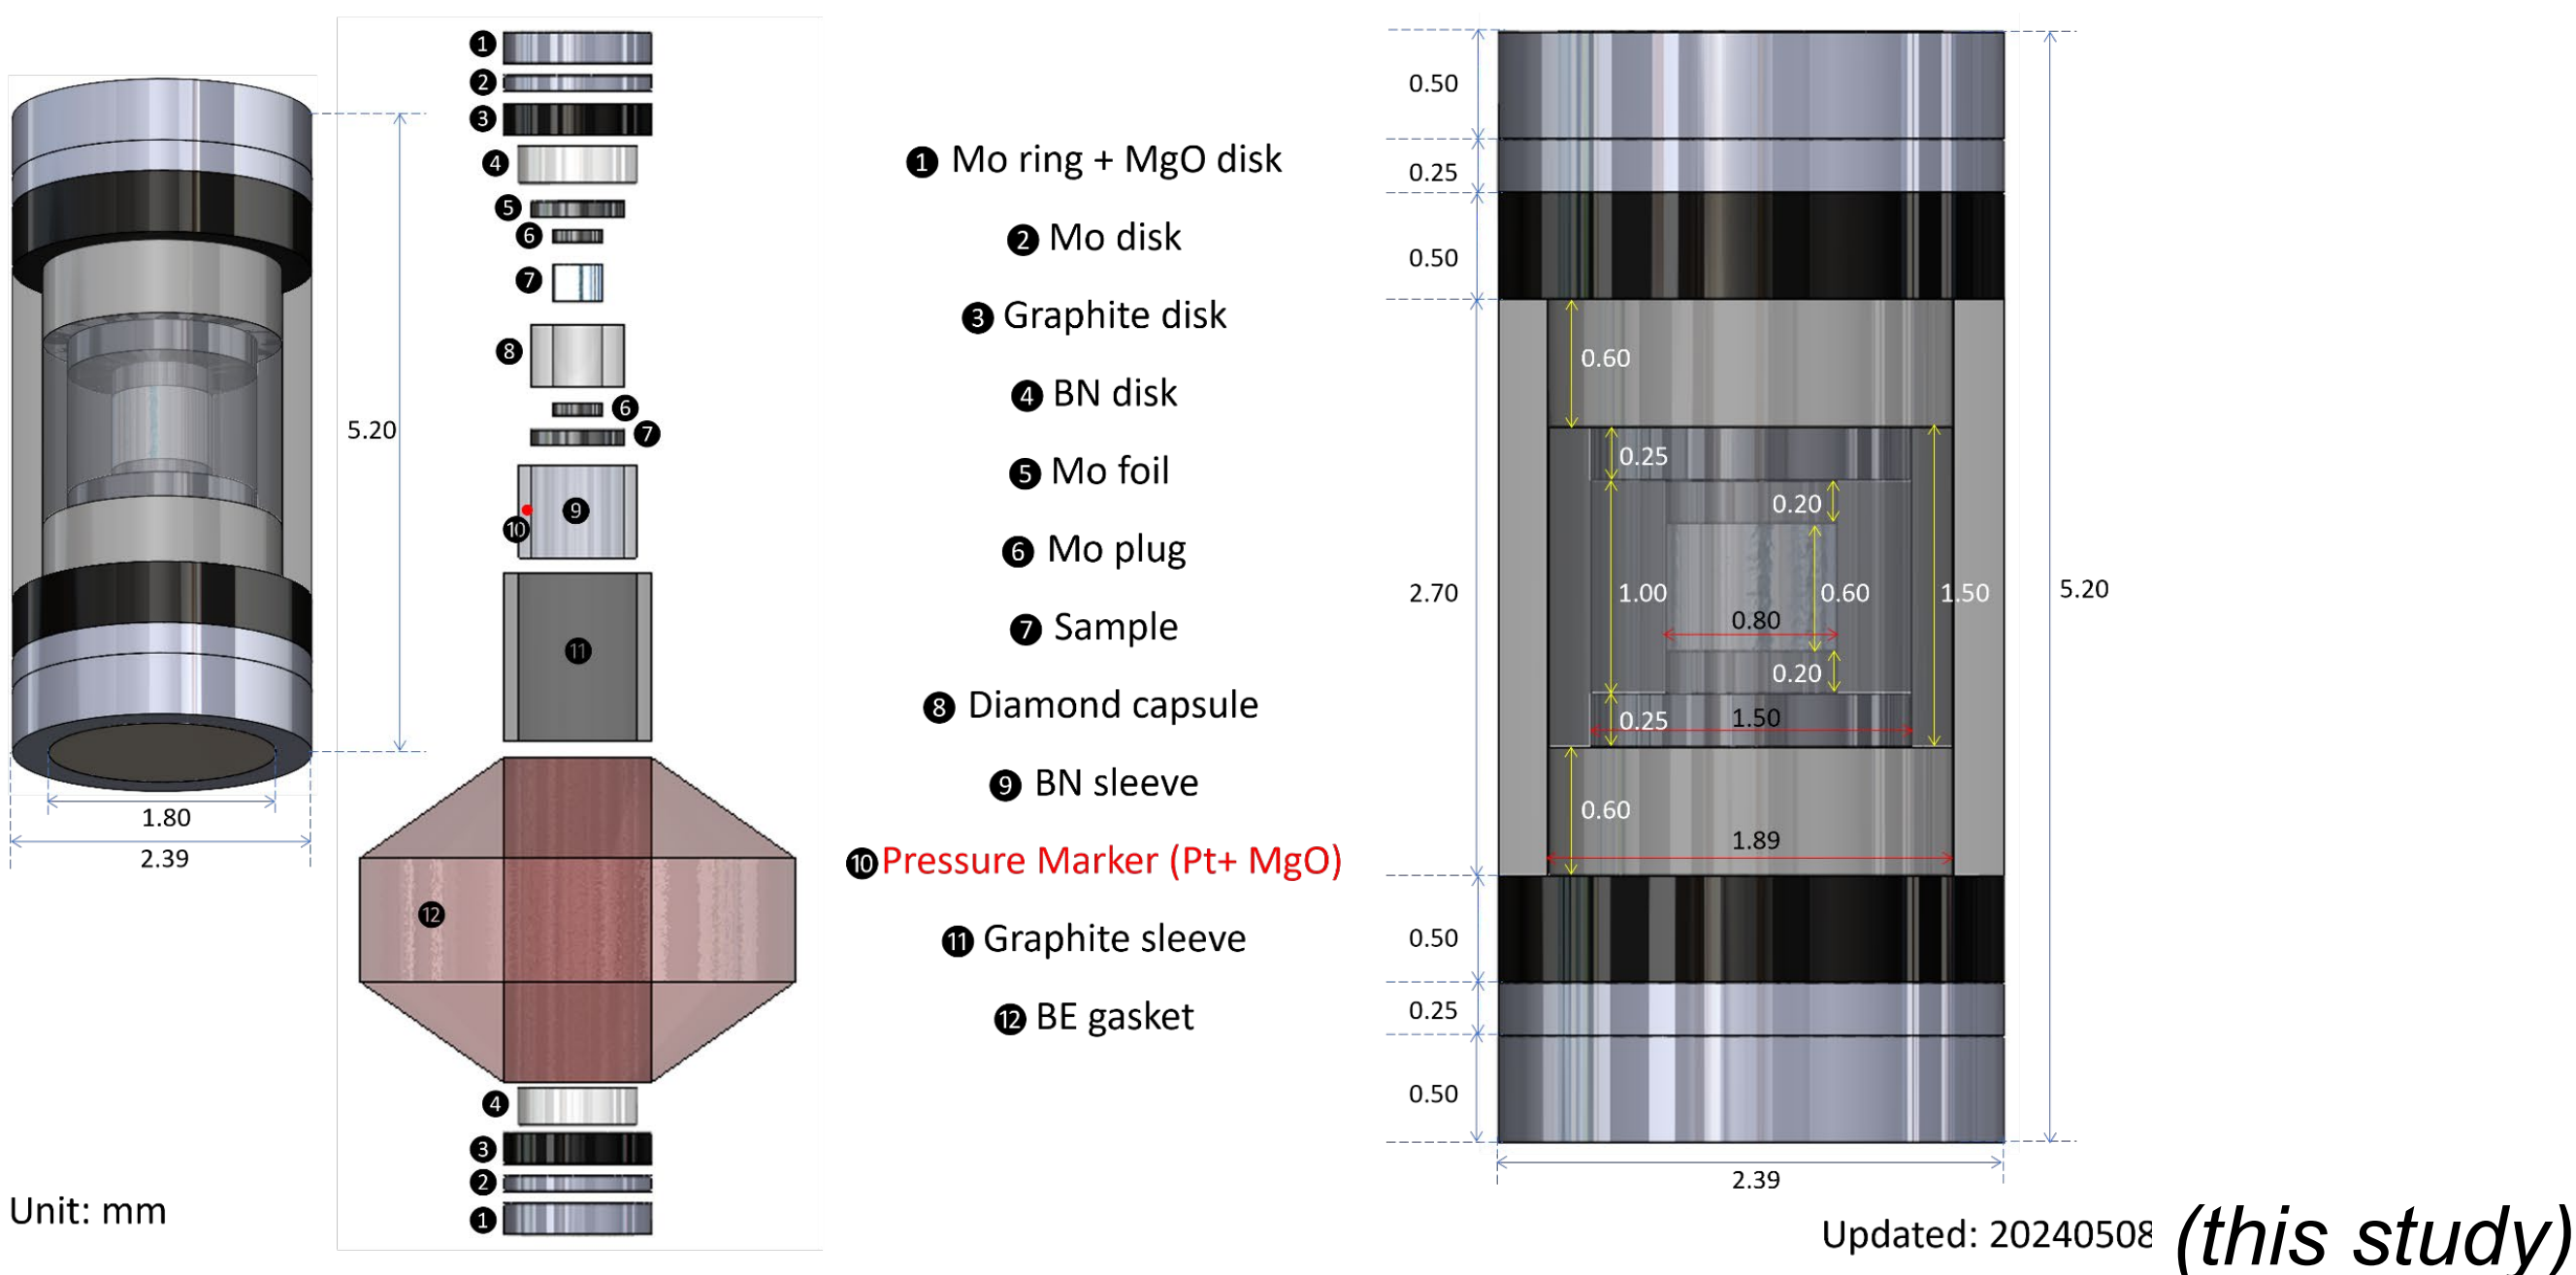 5.20
1.80
2.39
Unit: mm
1
2
3
4
5
6
7
8
6
7
9
10
11
12
4
3
2
1
1 Mo ring + MgO disk
2 Mo disk
3 Graphite disk
4 BN disk
5 Mo foil
6 Mo plug
7 Sample
8 Diamond capsule
9 BN sleeve
10 Pressure Marker (Pt+ MgO)
11 Graphite sleeve
12 BE gasket
0.50
0.25
0.50
2.70
0.50
0.25
0.50
0.60
0.25
0.20
1.00
0.80
0.60
1.50
0.20
0.25
1.50
0.60
1.89
5.20
2.39
Updated: 20240508
(this study)